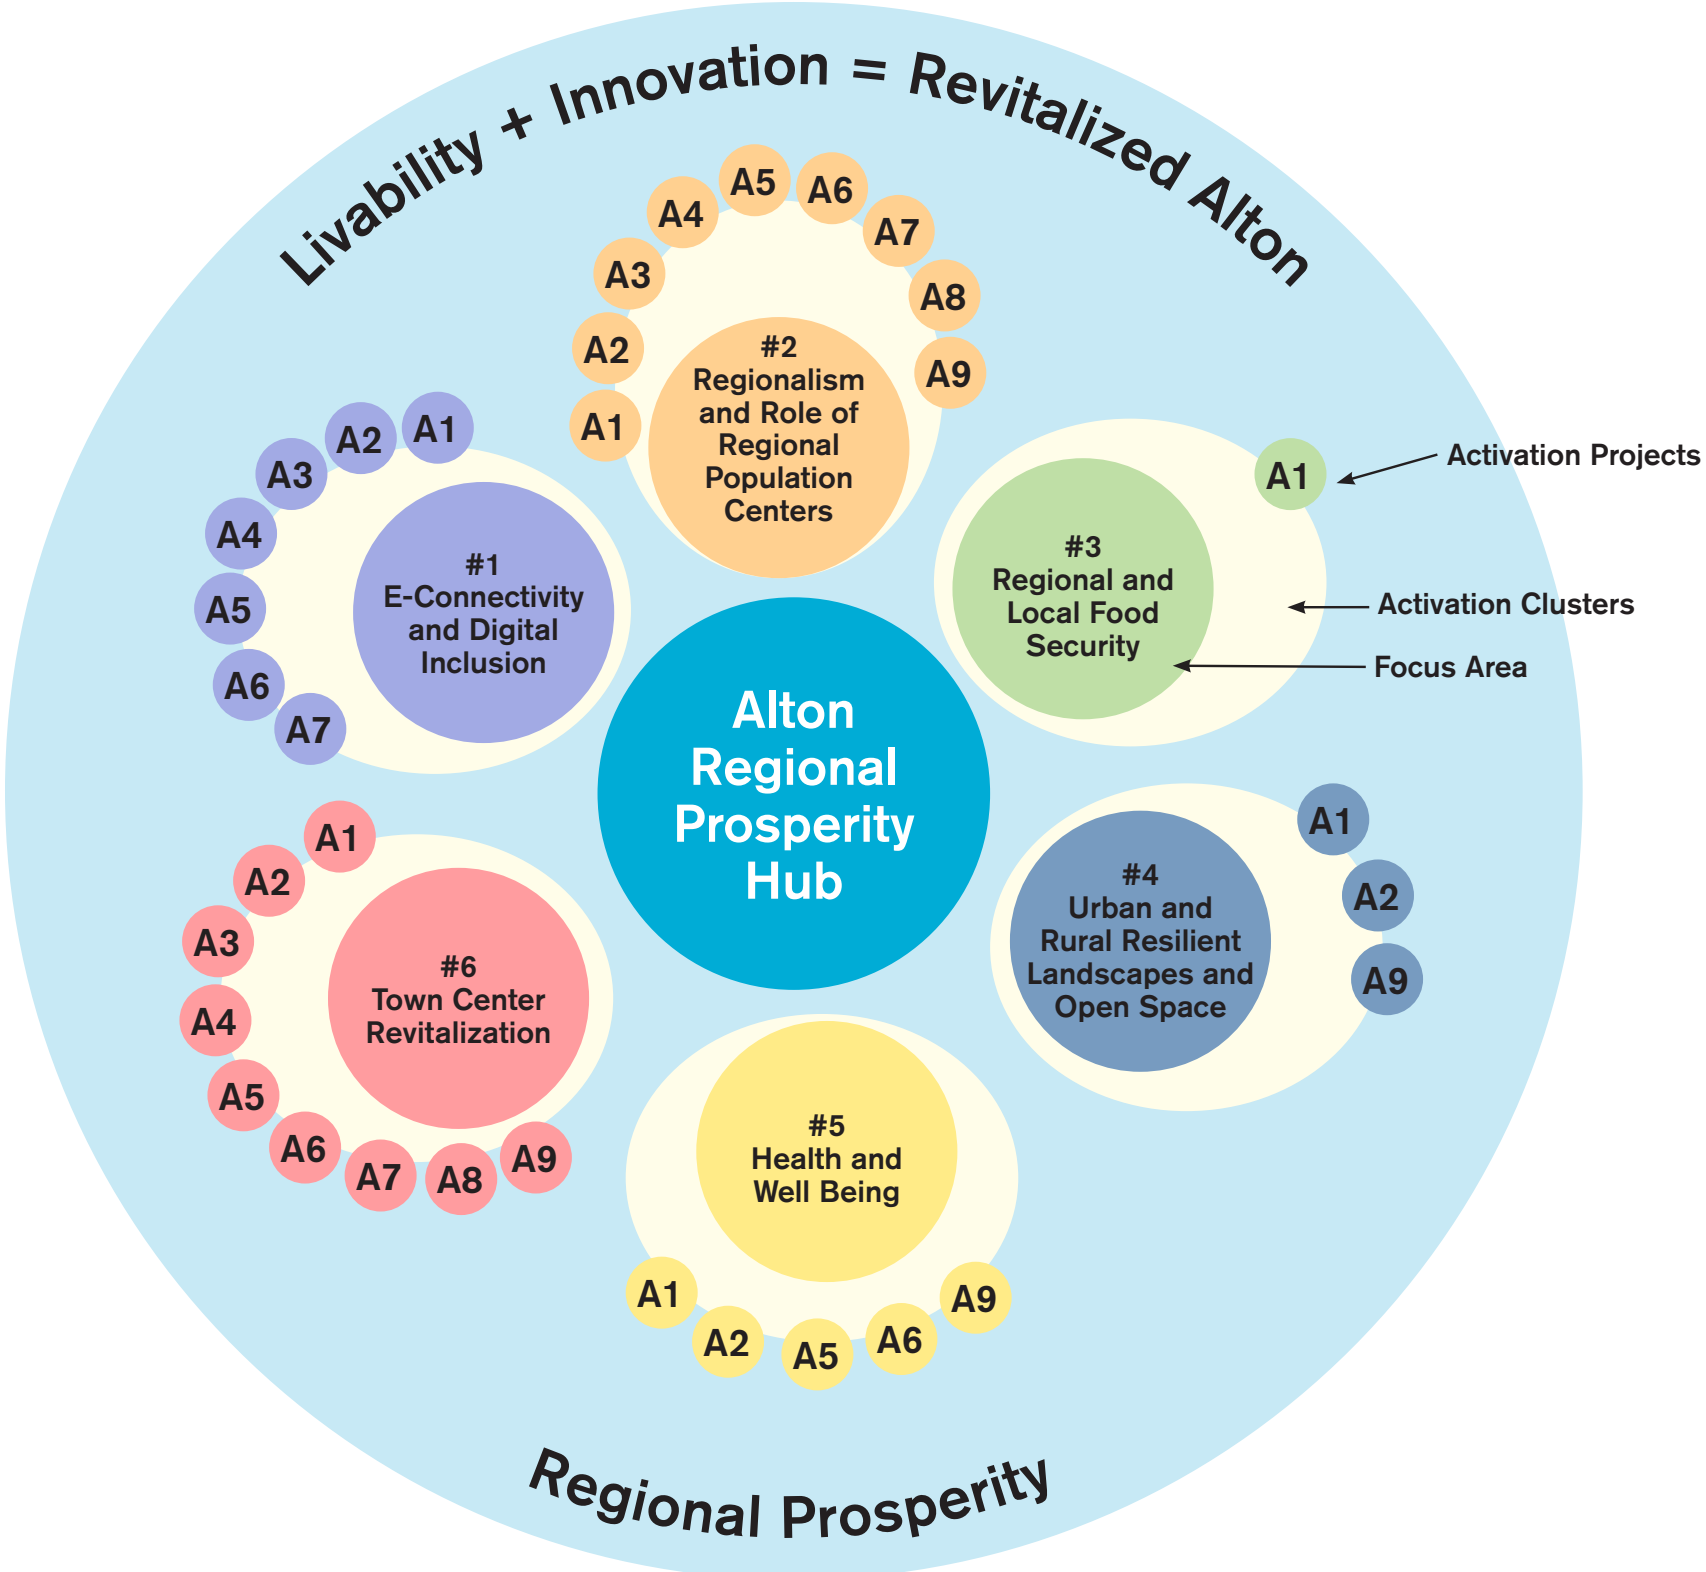 Livability + Innovation = Revitalized Alton
#2
Regionalism
and Role of
Regional
Population
Centers
A1
A2
A3
A4
A5
A6
A7
A8
A9
#1
E-Connectivity
and Digital
Inclusion
A1
A2
A3
A4
A5
A6
A7
#3
Regional and
Local Food
Security
A1
Activation Projects
Activation Clusters
Focus Area
Alton
Regional
Prosperity
Hub
#4
Urban and
Rural Resilient
Landscapes and
Open Space
A1
A2
A9
#6
Town Center
Revitalization
A1
A2
A3
A4
A5
A6
A7
A8
A9
#5
Health and
Well Being
A1
A2
A5
A6
A9
Regional Prosperity